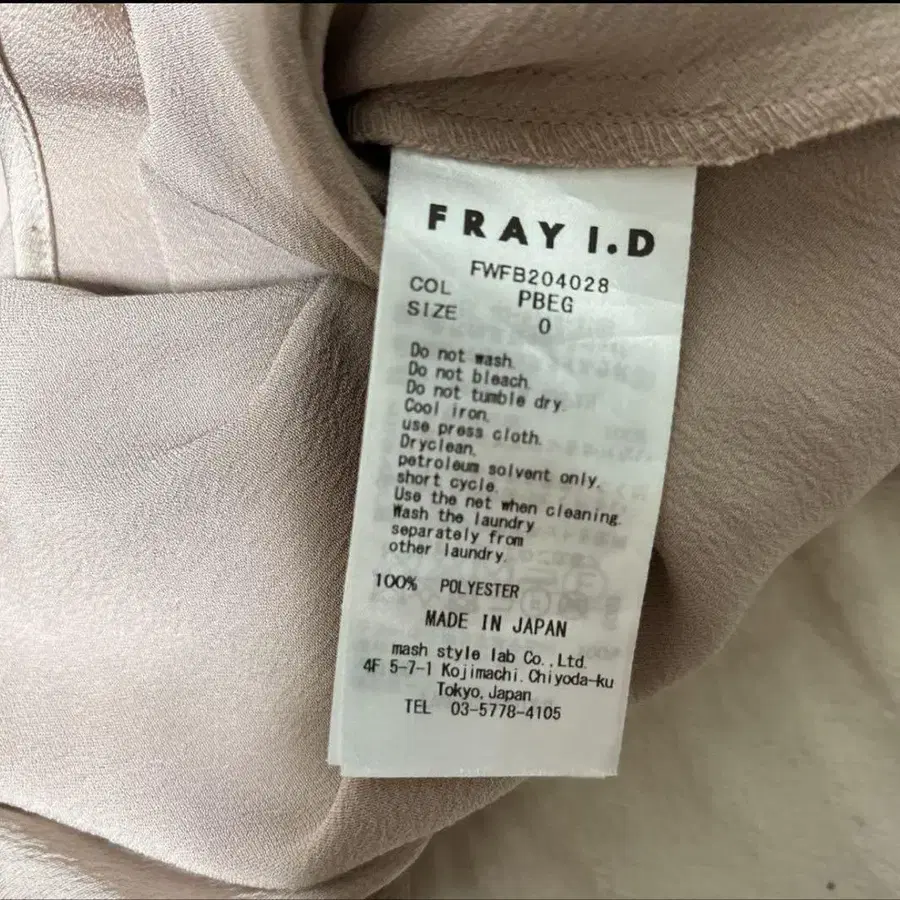 FRAY I.D
FWFB204028
COL PBEG
SIZE 0
Do not wash.
Do not bleach.
Do not tumble dry.
Cool iron.
use press cloth.
Dryclean.
petroleum solvent only.
short cycle.
Use the net when cleaning.
Wash the laundry
separately from
other laundry.
100% POLYESTER
MADE IN JAPAN
mash style lab Co.,Ltd.
4F 5-7-1 Kojimachi.Chiyoda-ku
Tokyo,Japan
TEL 03-5778-4105